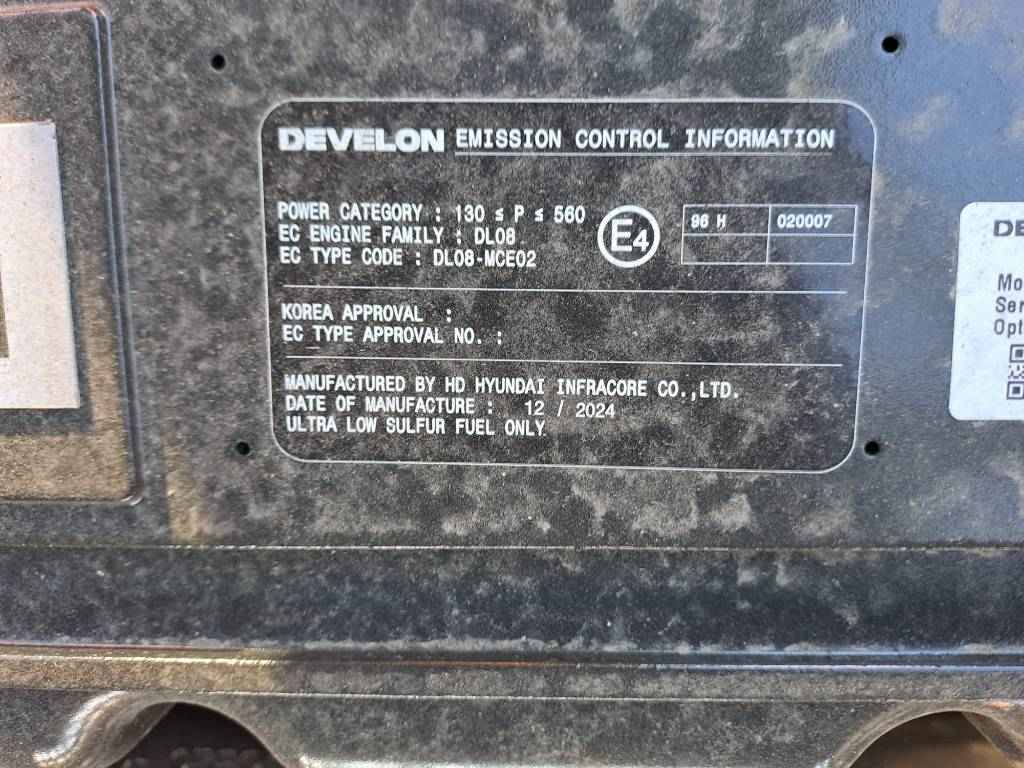 DEVELON EMISSION CONTROL INFORMATION
POWER CATEGORY : 130 ≤ P ≤ 560
EC ENGINE FAMILY : DL08
EC TYPE CODE : DL08-MCE02
E4
96 H 020007
KOREA APPROVAL :
EC TYPE APPROVAL NO. :
MANUFACTURED BY HD HYUNDAI INFRACORE CO.,LTD.
DATE OF MANUFACTURE : 12 / 2024
ULTRA LOW SULFUR FUEL ONLY